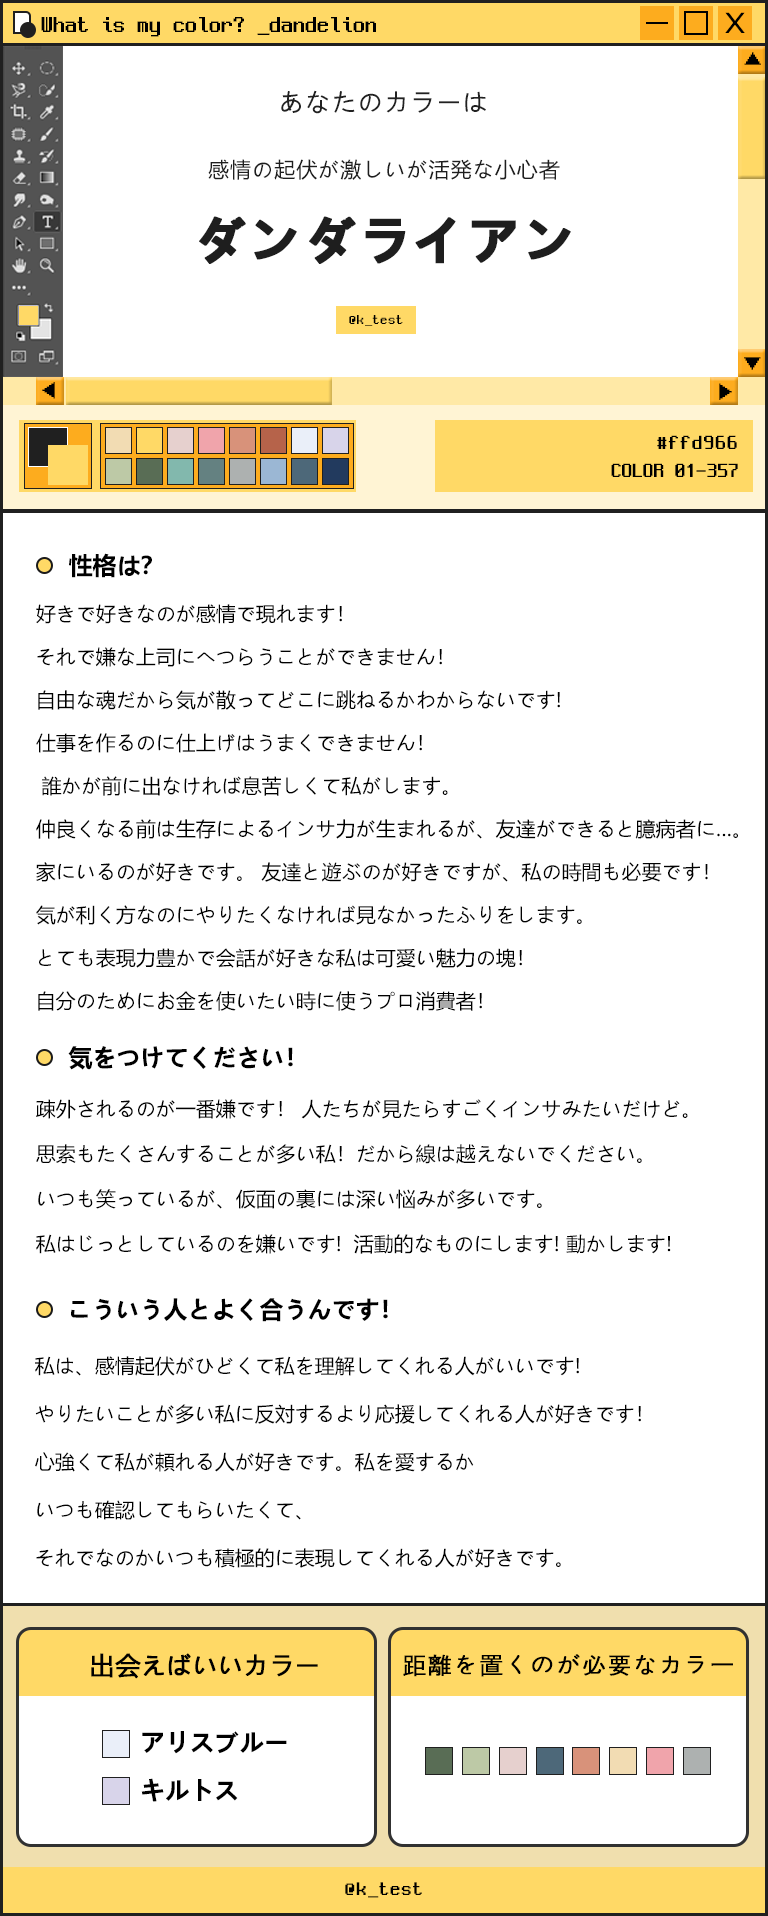 What is my color? _dandelion
あなたのカラーは
感情の起伏が激しいが活発な小心者
ダンダライアン
@k_test
#ffd966
COLOR 01-357
性格は?
好きで好きなのが感情で現れます!
それで嫌な上司にへつらうことができません!
自由な魂だから気が散ってどこに跳ねるかわからないです!
仕事を作るのに仕上げはうまくできません!
誰かが前に出なければ息苦しくて私がします。
仲良くなる前は生存によるインサ力が生まれるが、友達ができると臆病者に...。
家にいるのが好きです。 友達と遊ぶのが好きですが、私の時間も必要です!
気が利く方なのにやりたくなければ見なかったふりをします。
とても表現力豊かで会話が好きな私は可愛い魅力の塊!
自分のためにお金を使いたい時に使うプロ消費者!
気をつけてください!
疎外されるのが一番嫌です! 人たちが見たらすごくインサみたいだけど。
思索もたくさんすることが多い私! だから線は越えないでください。
いつも笑っているが、仮面の裏には深い悩みが多いです。
私はじっとしているのを嫌いです! 活動的なものにします! 動かします!
こういう人とよく合うんです!
私は、感情起伏がひどくて私を理解してくれる人がいいです!
やりたいことが多い私に反対するより応援してくれる人が好きです!
心強くて私が頼れる人が好きです。私を愛するか
いつも確認してもらいたくて、
それでなのかいつも積極的に表現してくれる人が好きです。
出会えばいいカラー
アリスブルー
キルトス
距離を置くのが必要なカラー
@k_test